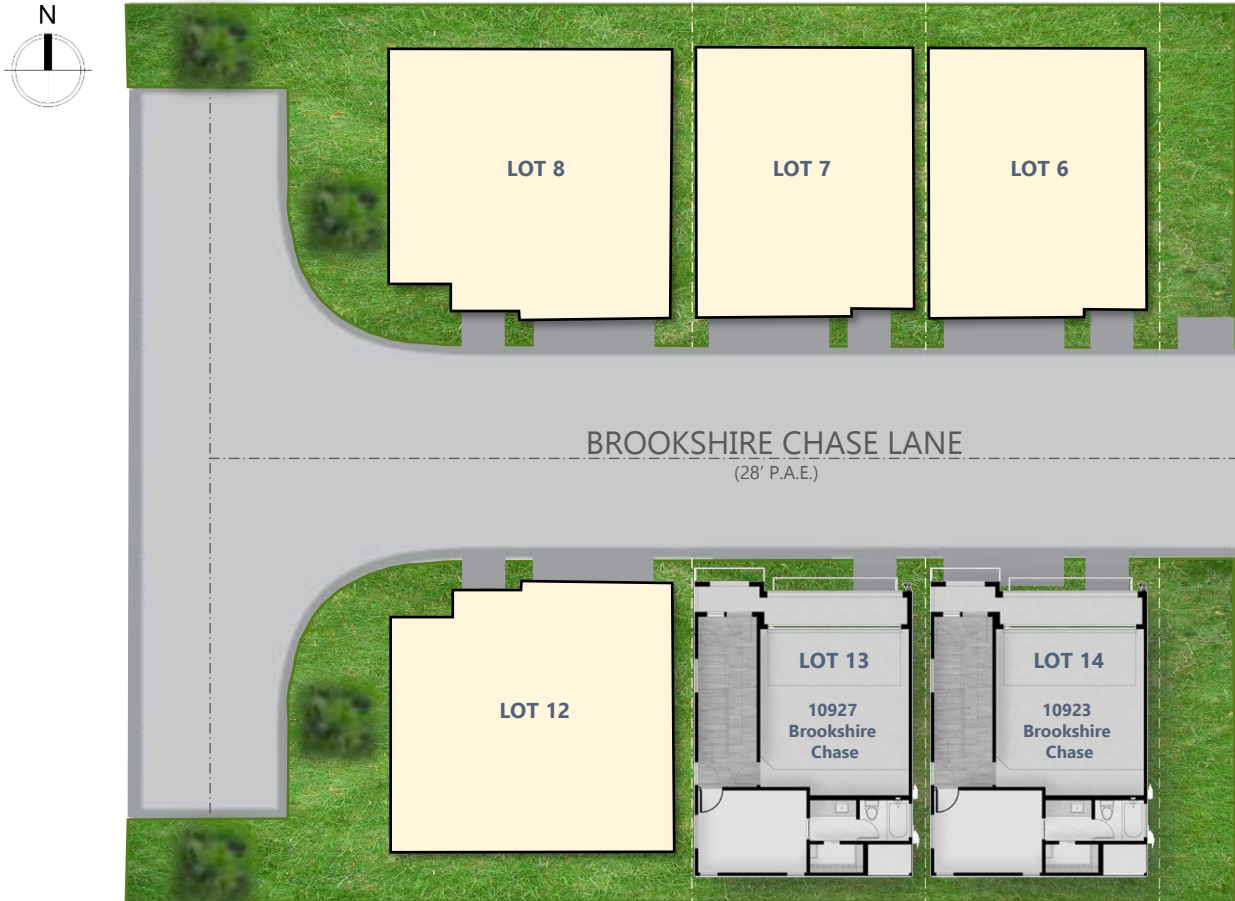 N
LOT 8
LOT 7
LOT 6
BROOKSHIRE CHASE LANE
(28' P.A.E.)
LOT 12
LOT 13
10927
Brookshire
Chase
LOT 14
10923
Brookshire
Chase